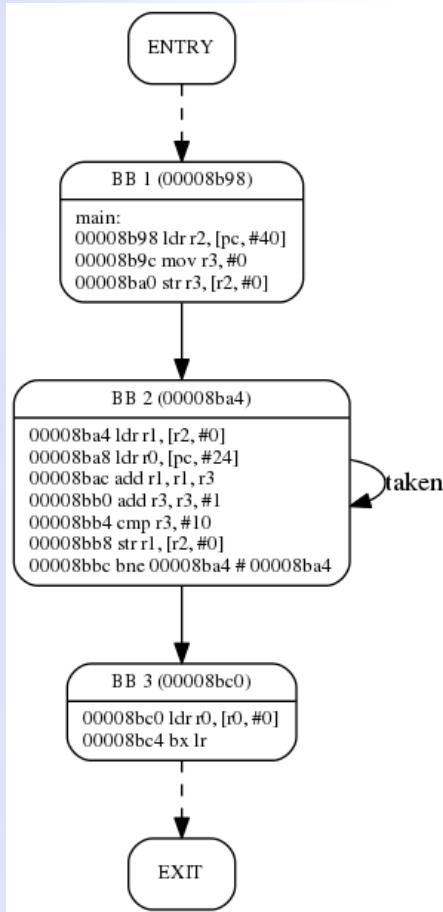 ENTRY
BB 1 (00008b98)
main:
00008b98 ldr r2, [pc, #40]
00008b9c mov r3, #0
00008ba0 str r3, [r2, #0]
BB 2 (00008ba4)
00008ba4 ldr r1, [r2, #0]
00008ba8 ldr r0, [pc, #24]
00008bac add r1, r1, r3
00008bb0 add r3, r3, #1
00008bb4 cmp r3, #10
00008bb8 str r1, [r2, #0]
00008bbc bne 00008ba4 # 00008ba4
taken
BB 3 (00008bc0)
00008bc0 ldr r0, [r0, #0]
00008bc4 bx lr
EXIT